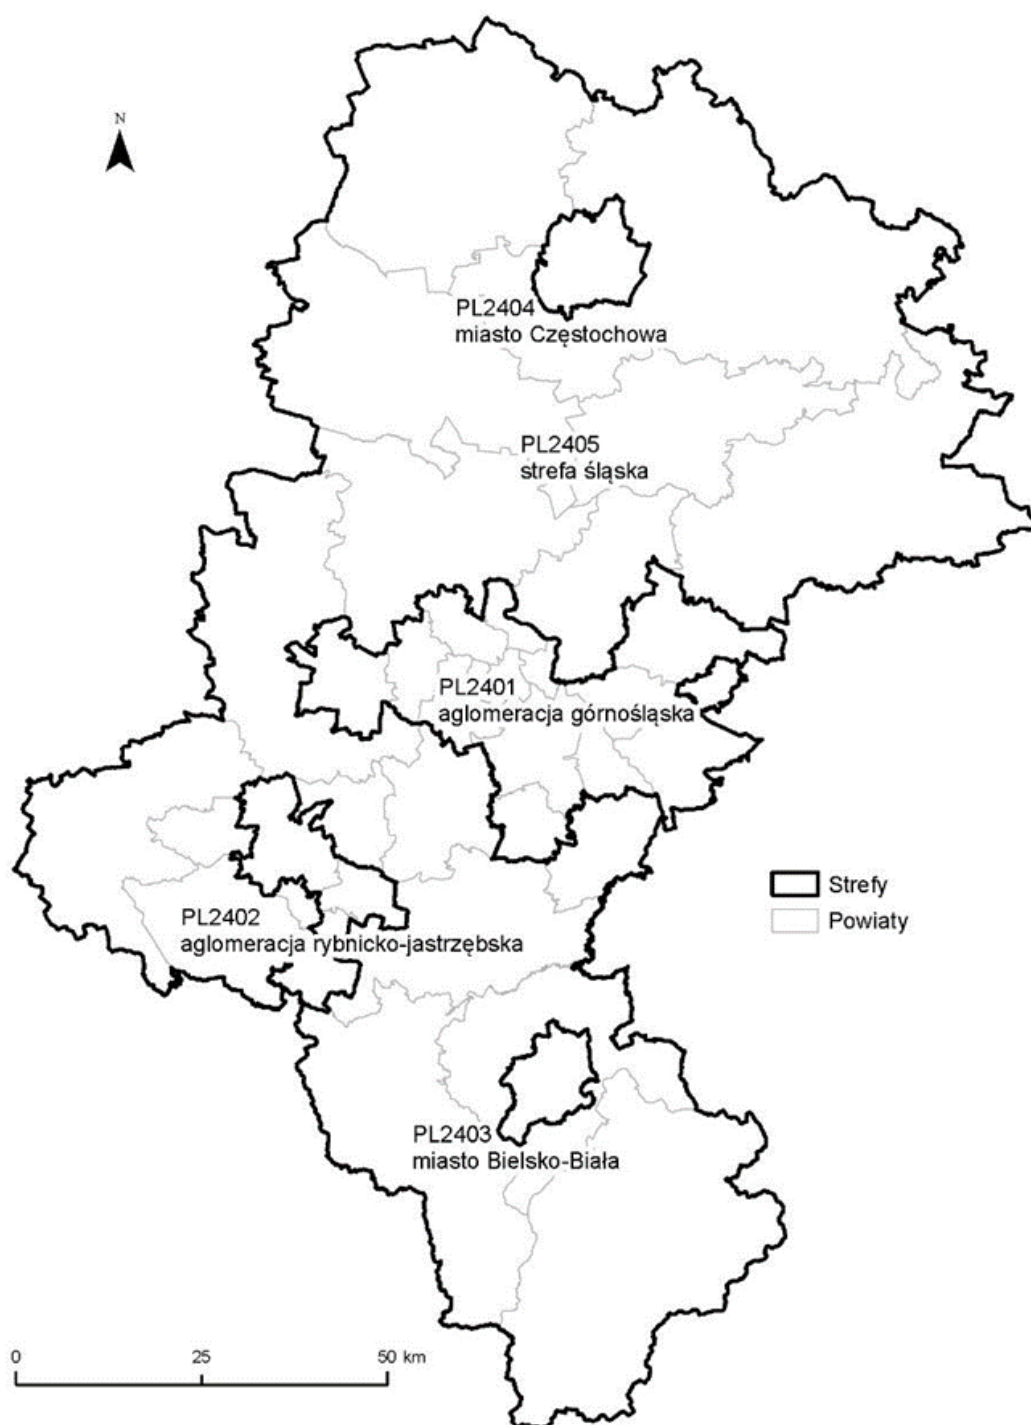 N
PL2404
miasto Częstochowa
PL2405
strefa śląska
PL2401
aglomeracja górnośląska
Strefy
Powiaty
PL2402
aglomeracja rybnicko-jastrzębska
PL2403
miasto Bielsko-Biała
0 25 50 km